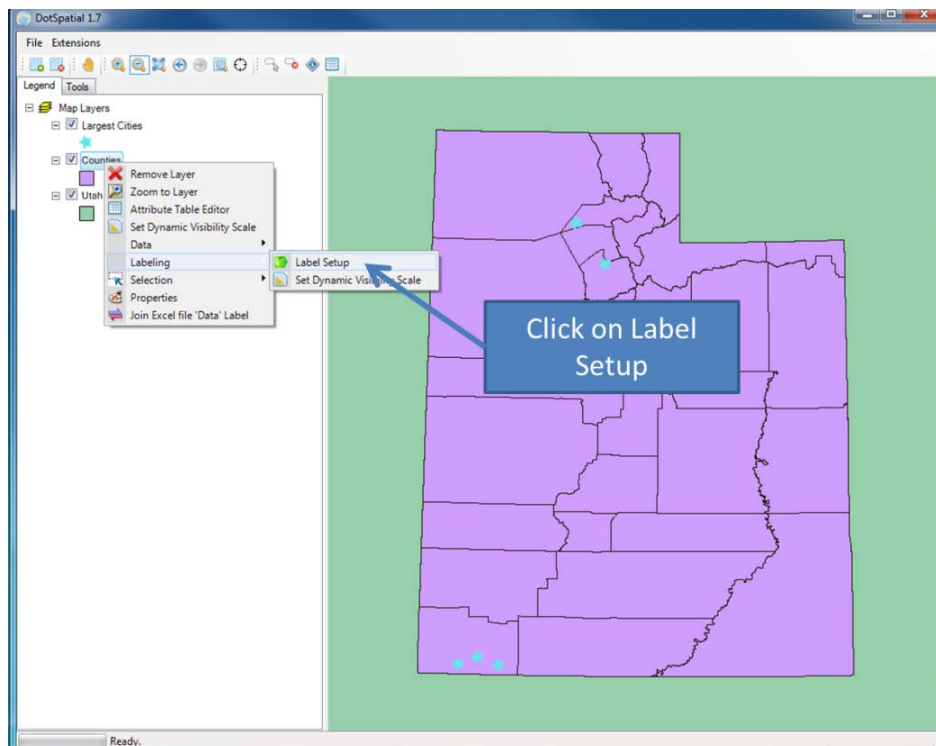 DotSpatial 1.7
File Extensions
Legend Tools
Map Layers
Largest Cities
Counties
Utah
Remove Layer
Zoom to Layer
Attribute Table Editor
Set Dynamic Visibility Scale
Data
Labeling
Selection
Properties
Join Excel file 'Data' Label
Label Setup
Set Dynamic Visibility Scale
Click on Label
Setup
Ready.